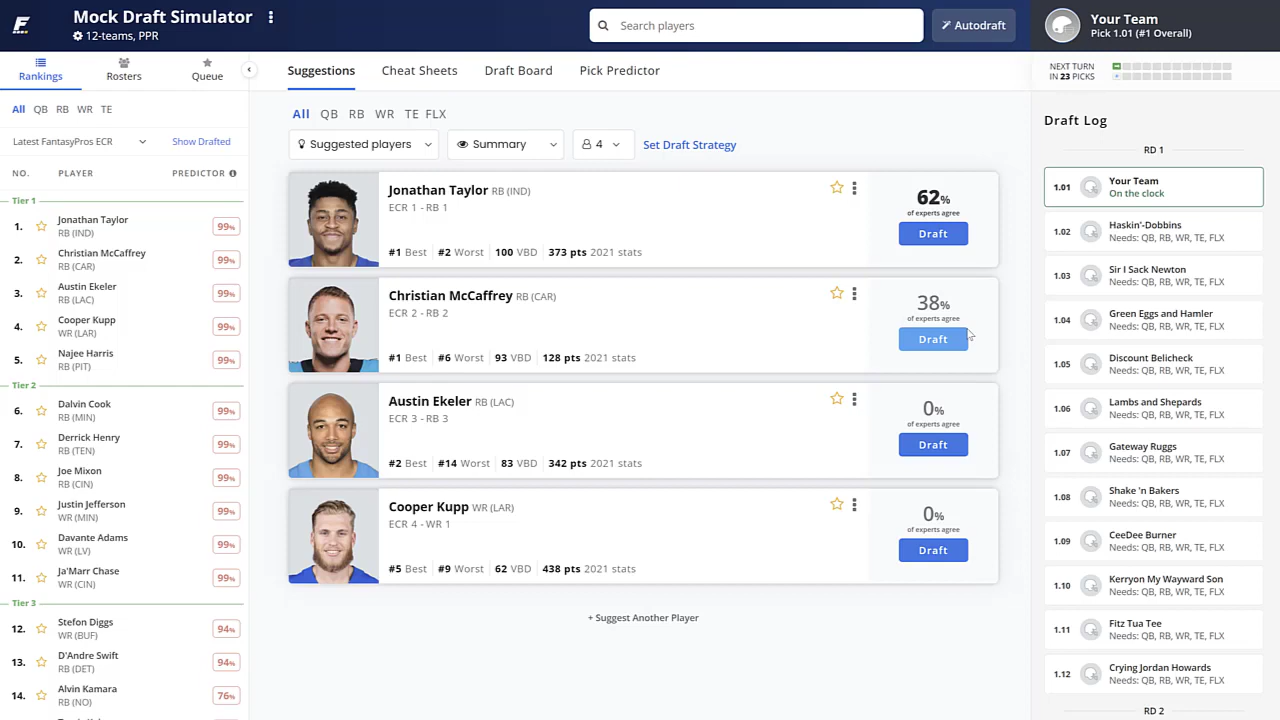 Mock Draft Simulator
12-teams, PPR
Search players
Autodraft
Your Team
Pick 1.01 (#1 Overall)
Rankings
Rosters
Queue
Suggestions
Cheat Sheets
Draft Board
Pick Predictor
NEXT TURN
IN 23 PICKS
All QB RB WR TE
Latest FantasyPros ECR
Show Drafted
NO. PLAYER PREDICTOR
Tier 1
1. Jonathan Taylor 99%
RB (IND)
2. Christian McCaffrey 99%
RB (CAR)
3. Austin Ekeler 99%
RB (LAC)
4. Cooper Kupp 99%
WR (LAR)
5. Najee Harris 99%
RB (PIT)
Tier 2
6. Dalvin Cook 99%
RB (MIN)
7. Derrick Henry 99%
RB (TEN)
8. Joe Mixon 99%
RB (CIN)
9. Justin Jefferson 99%
WR (MIN)
10. Davante Adams 99%
WR (LV)
11. Ja'Marr Chase 99%
WR (CIN)
Tier 3
12. Stefon Diggs 94%
WR (BUF)
13. D'Andre Swift 94%
RB (DET)
14. Alvin Kamara 76%
RB (NO)
All QB RB WR TE FLX
Suggested players
Summary
4
Set Draft Strategy
Jonathan Taylor RB (IND)
ECR 1 - RB 1
#1 Best #2 Worst 100 VBD 373 pts 2021 stats
62%
of experts agree
Draft
Christian McCaffrey RB (CAR)
ECR 2 - RB 2
#1 Best #6 Worst 93 VBD 128 pts 2021 stats
38%
of experts agree
Draft
Austin Ekeler RB (LAC)
ECR 3 - RB 3
#2 Best #14 Worst 83 VBD 342 pts 2021 stats
0%
of experts agree
Draft
Cooper Kupp WR (LAR)
ECR 4 - WR 1
#5 Best #9 Worst 62 VBD 438 pts 2021 stats
0%
of experts agree
Draft
+ Suggest Another Player
Draft Log
RD 1
1.01 Your Team
On the clock
1.02 Haskin'-Dobbins
Needs: QB, RB, WR, TE, FLX
1.03 Sir I Sack Newton
Needs: QB, RB, WR, TE, FLX
1.04 Green Eggs and Hamler
Needs: QB, RB, WR, TE, FLX
1.05 Discount Belicheck
Needs: QB, RB, WR, TE, FLX
1.06 Lambs and Shepards
Needs: QB, RB, WR, TE, FLX
1.07 Gateway Ruggs
Needs: QB, RB, WR, TE, FLX
1.08 Shake 'n Bakers
Needs: QB, RB, WR, TE, FLX
1.09 CeeDee Burner
Needs: QB, RB, WR, TE, FLX
1.10 Kerryon My Wayward Son
Needs: QB, RB, WR, TE, FLX
1.11 Fitz Tua Tee
Needs: QB, RB, WR, TE, FLX
1.12 Crying Jordan Howards
Needs: QB, RB, WR, TE, FLX
RD 2